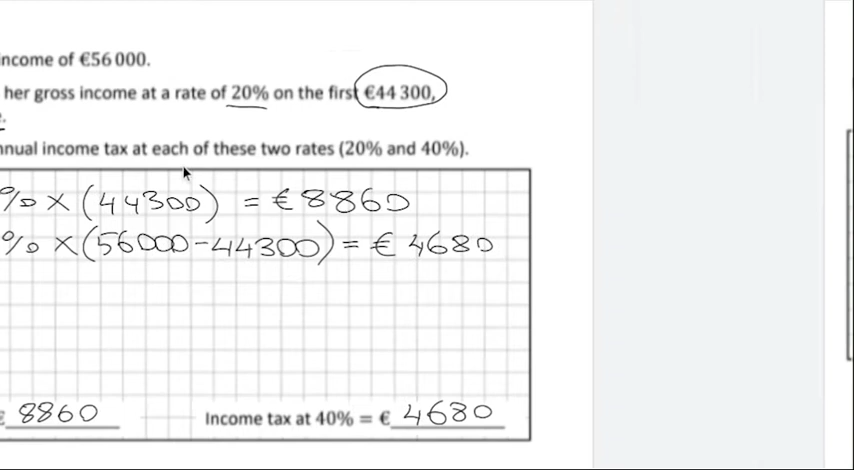 ncome of €56 000.
her gross income at a rate of 20% on the first €44 300,
nnual income tax at each of these two rates (20% and 40%).
% × (44300) = €8860
% × (56000-44300) = € 4680
€ 8860 Income tax at 40% = € 4680